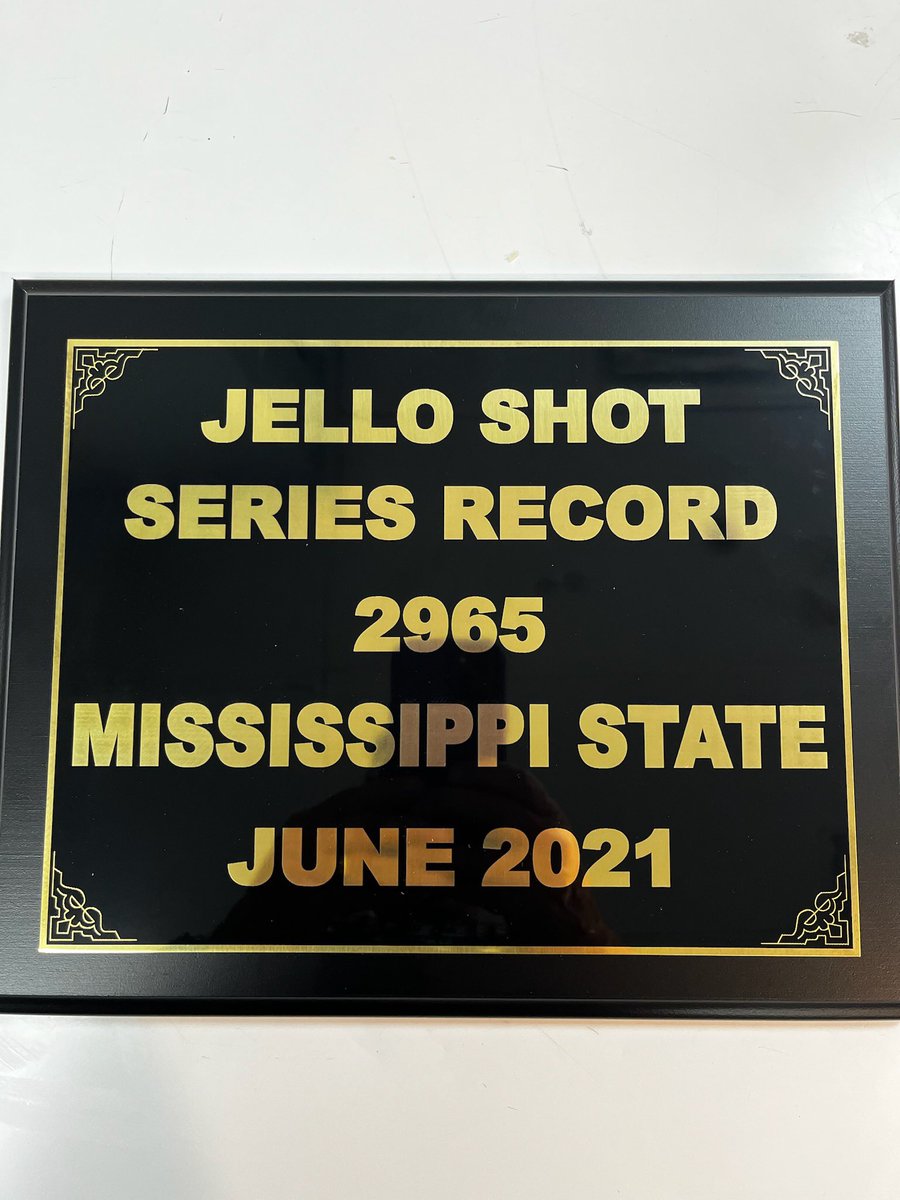 JELLO SHOT
SERIES RECORD
2965
MISSISSIPPI STATE
JUNE 2021